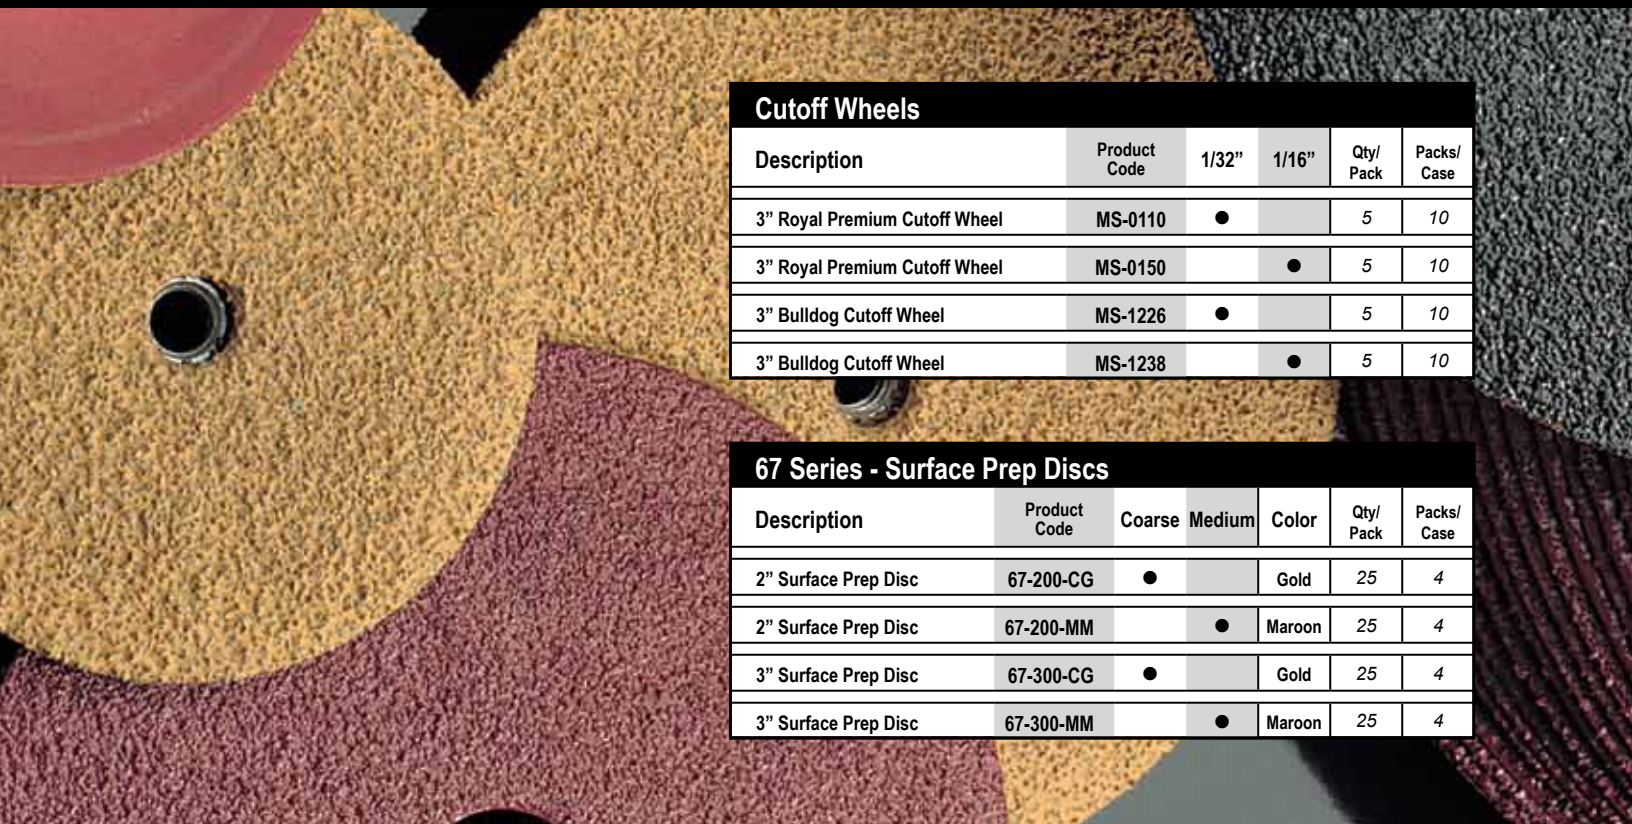 Cutoff Wheels
Description Product Code 1/32” 1/16” Qty/ Pack Packs/ Case
3” Royal Premium Cutoff Wheel MS-0110 ● 5 10
3” Royal Premium Cutoff Wheel MS-0150 ● 5 10
3” Bulldog Cutoff Wheel MS-1226 ● 5 10
3” Bulldog Cutoff Wheel MS-1238 ● 5 10
67 Series - Surface Prep Discs
Description Product Code Coarse Medium Color Qty/ Pack Packs/ Case
2” Surface Prep Disc 67-200-CG ● Gold 25 4
2” Surface Prep Disc 67-200-MM ● Maroon 25 4
3” Surface Prep Disc 67-300-CG ● Gold 25 4
3” Surface Prep Disc 67-300-MM ● Maroon 25 4